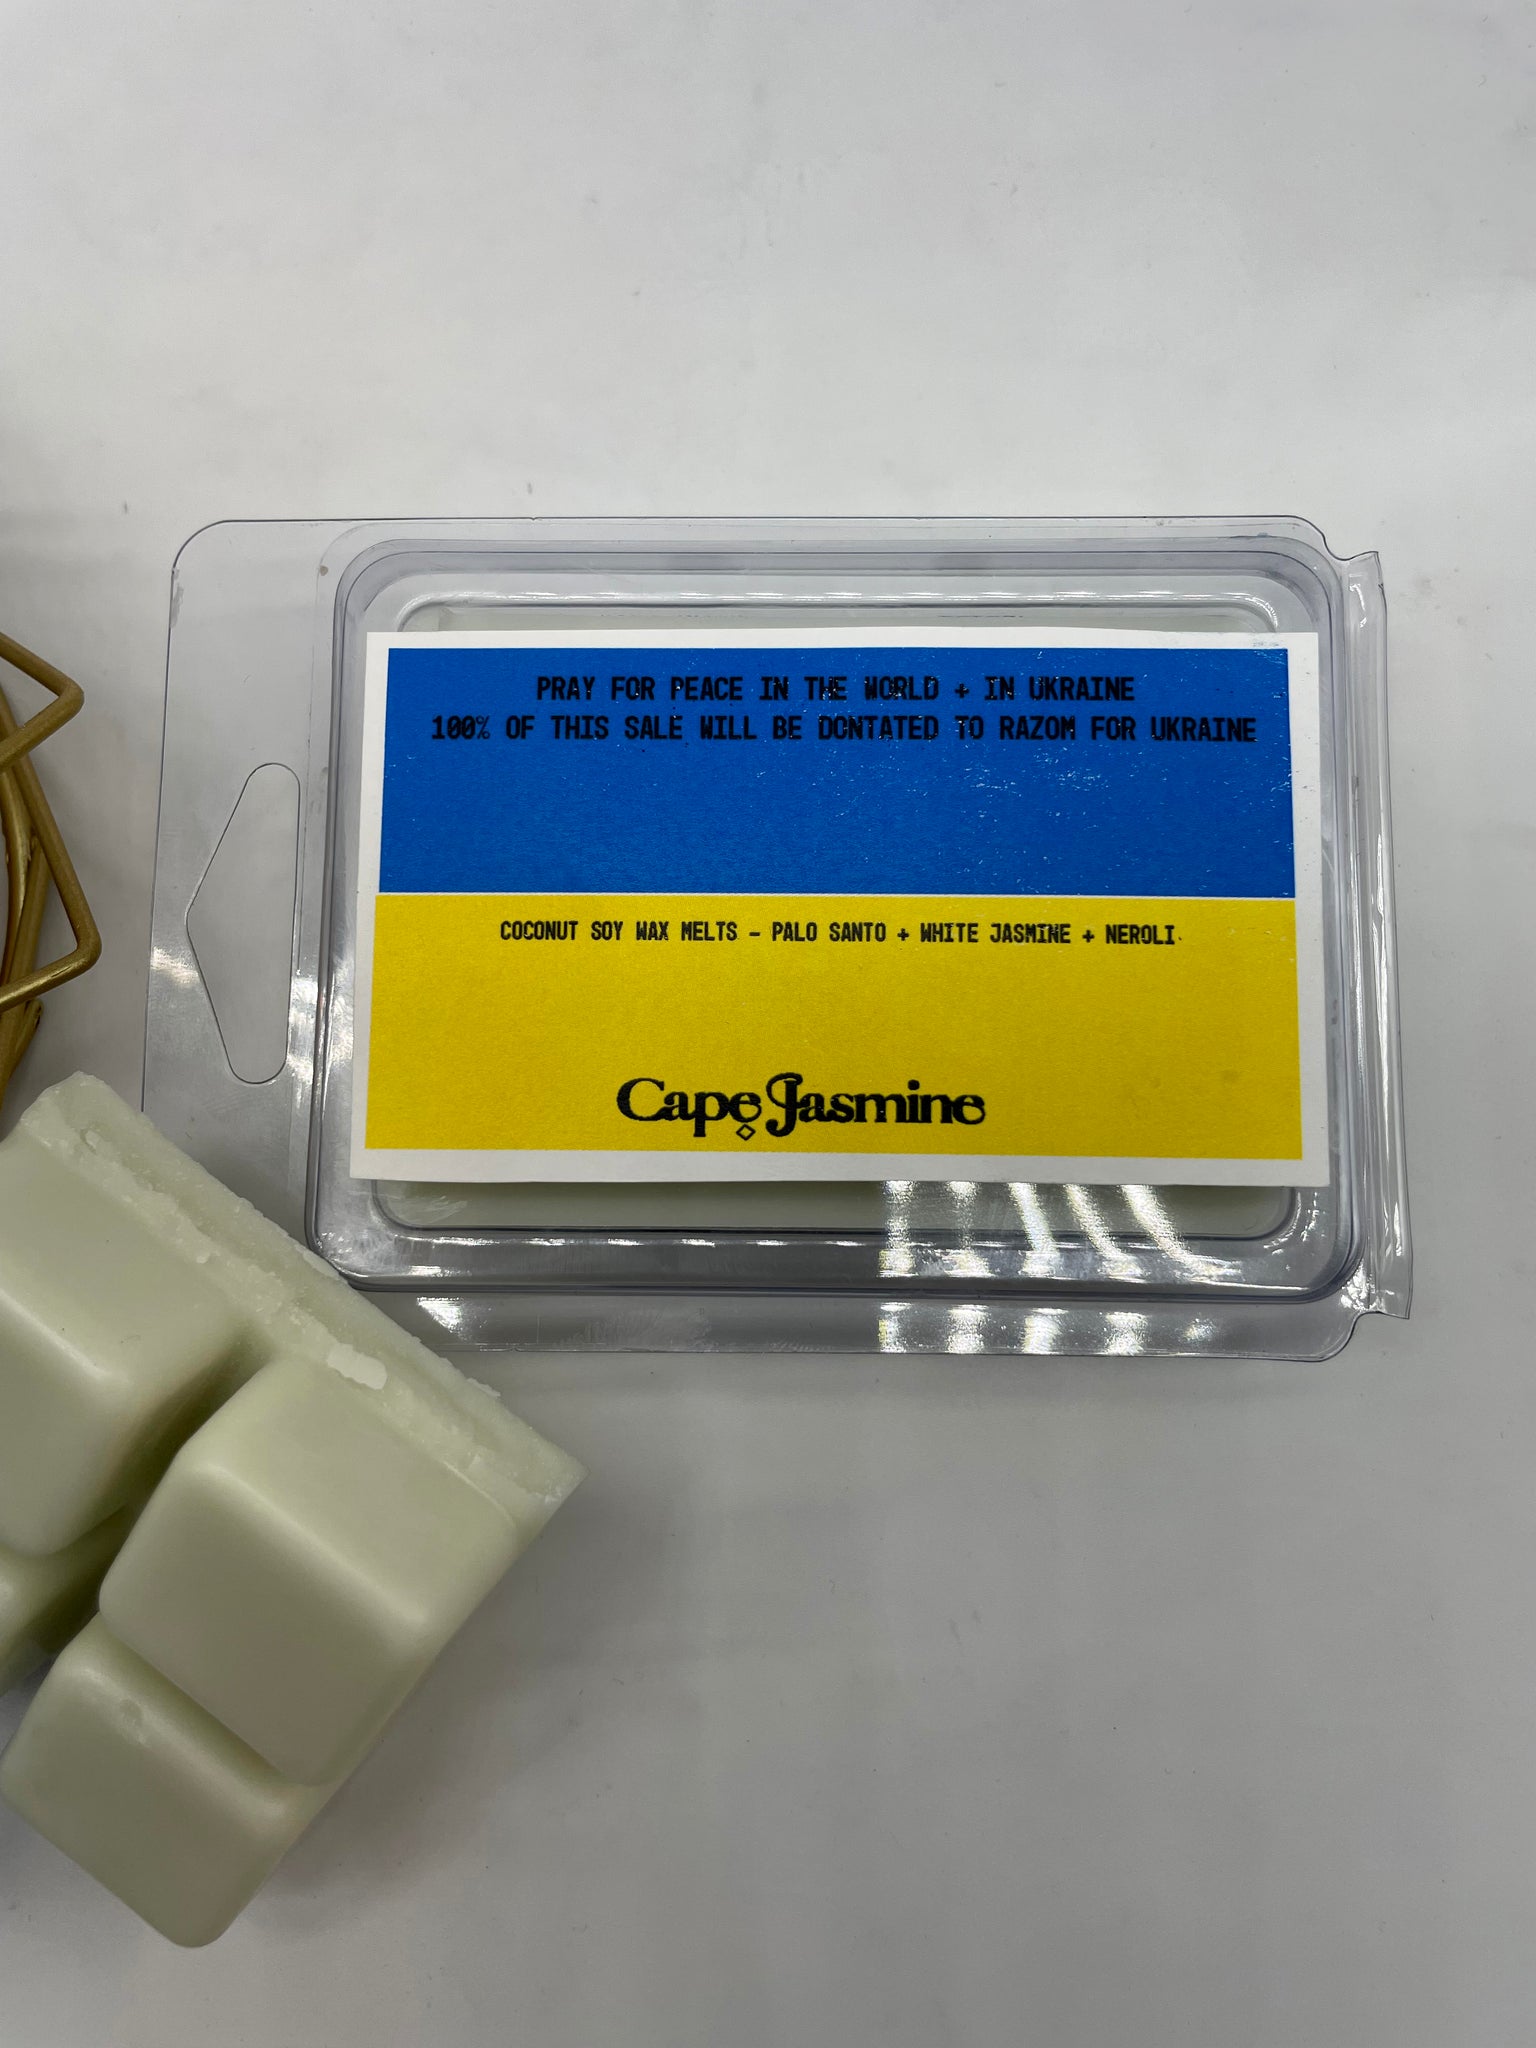 PRAY FOR PEACE IN THE WORLD + IN UKRAINE
100% OF THIS SALE WILL BE DONTATED TO RAZOM FOR UKRAINE
COCONUT SOY WAX MELTS - PALO SANTO + WHITE JASMINE + NEROLI
Cape Jasmine